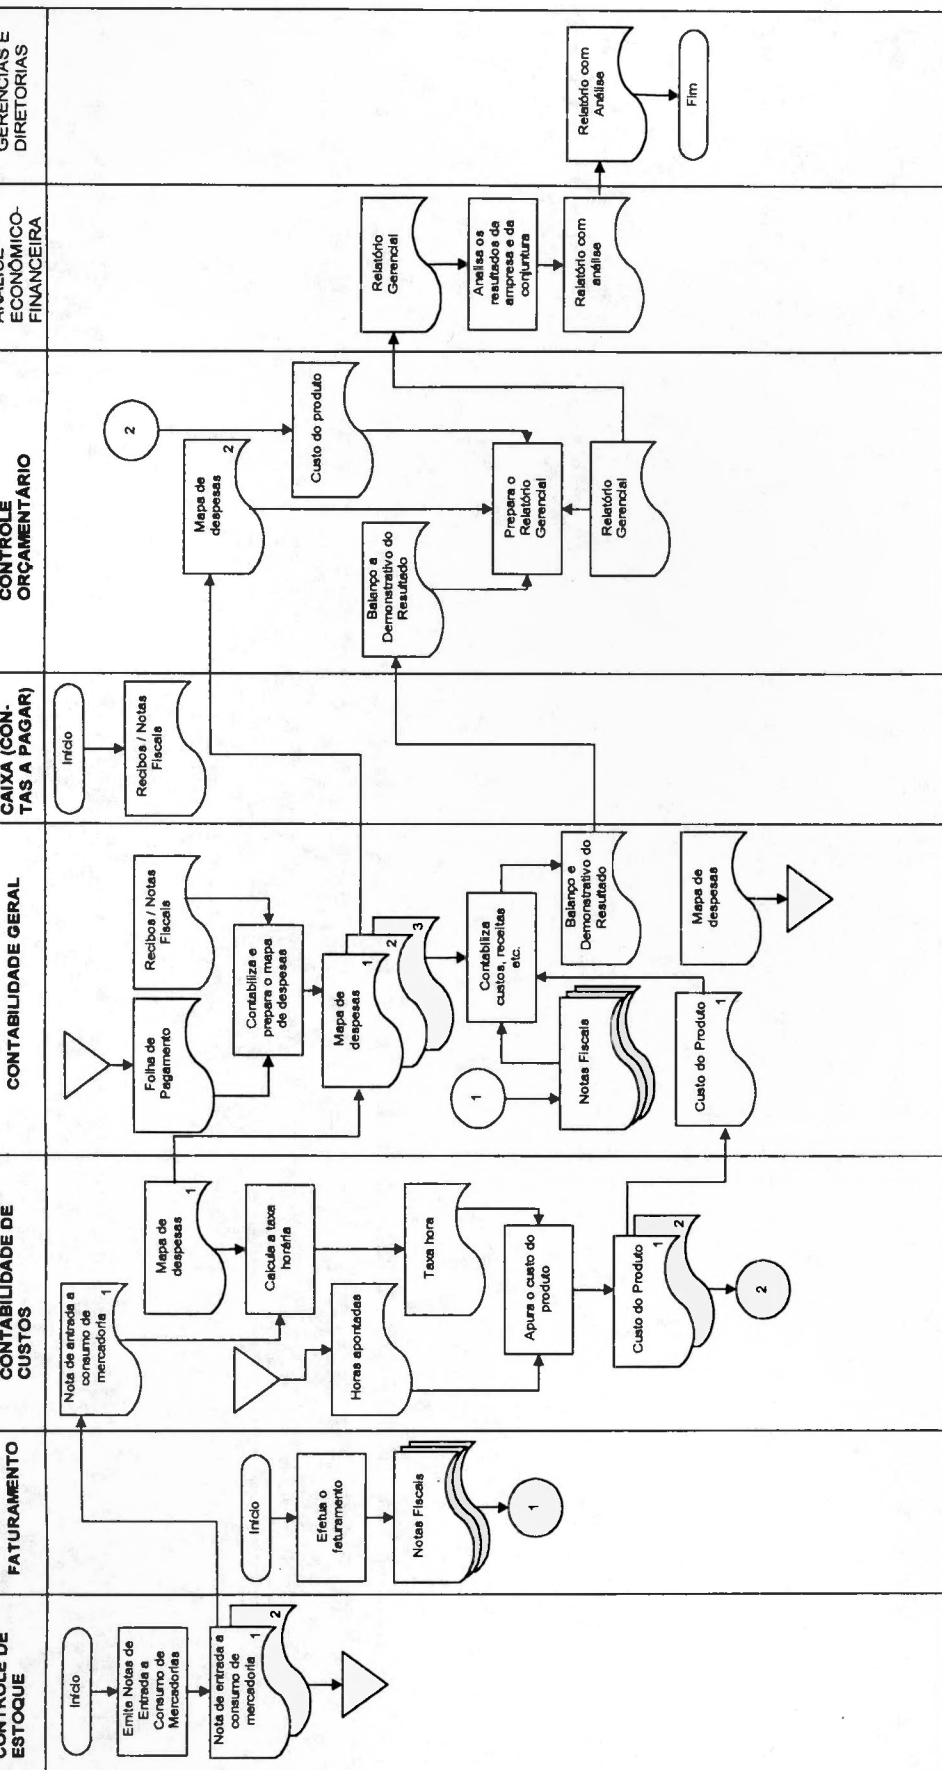 CONTROLE DE
ESTOQUE
Início
Emite Notas de
Entrada a
Consumo de
Mercadorias
Nota de entrada a
consumo de
mercadoria
1
2
FATURAMENTO
Início
Efetua o
faturamento
Notas Fiscais
1
CONTABILIDADE DE
CUSTOS
Nota de entrada a
consumo de
mercadoria
1
Mapa de
despesas
1
Calcula a taxa
horária
Horas apontadas
Taxa hora
Apura o custo do
produto
Custo do Produto
1
2
2
CONTABILIDADE GERAL
Folha de
Pagamento
Recibos / Notas
Fiscais
Contabiliza e
prepara o mapa
de despesas
Mapa de
despesas
1
2
3
1
Notas Fiscais
Contabiliza
custos, receitas
etc.
Balanço e
Demonstrativo do
Resultado
Custo do Produto
1
Mapa de
despesas
CAIXA (CON-
TAS A PAGAR)
Início
Recibos / Notas
Fiscais
CONTROLE
ORÇAMENTÁRIO
2
Mapa de
despesas
2
Custo do produto
Balanço a
Demonstrativo do
Resultado
Prepara o
Relatório
Gerencial
Relatório
Gerencial
ECONÔMICO-
FINANCEIRA
Relatório
Gerencial
Analisa os
resultados da
empresa e da
conjuntura
Relatório com
análise
GERÊNCIAS E
DIRETORIAS
Relatório com
Análise
Fim